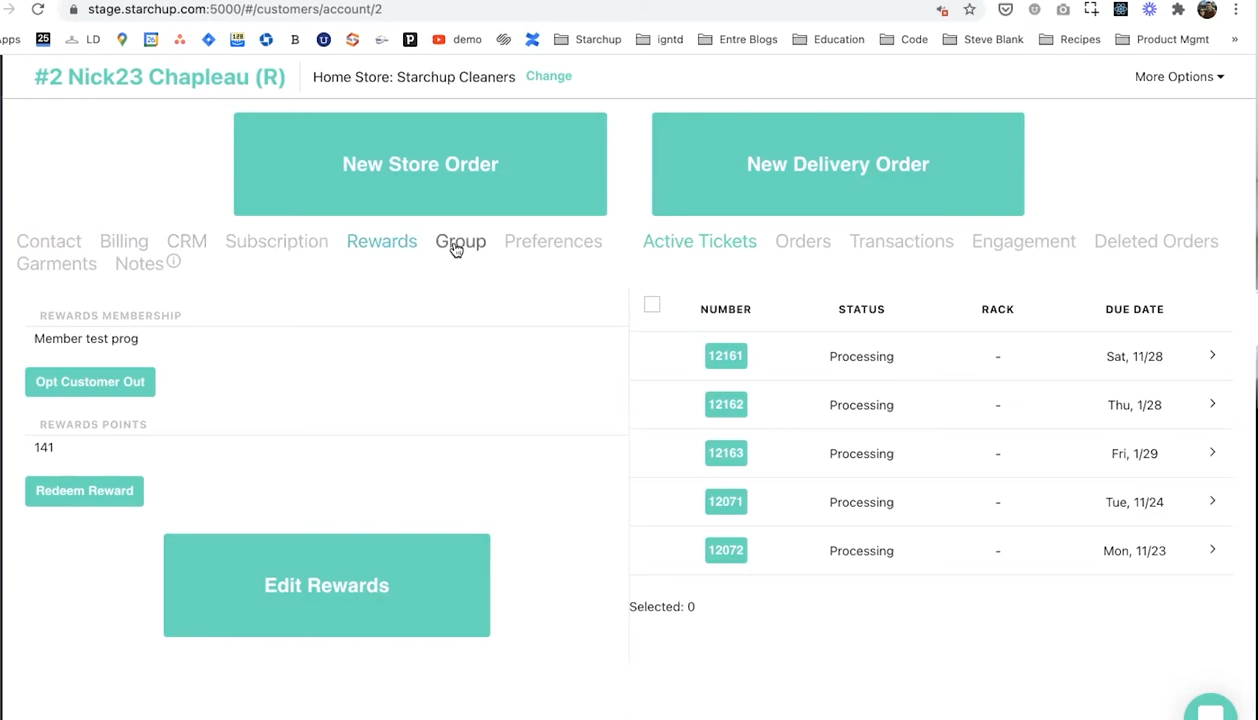 stage.starchup.com:5000/#/customers/account/2
Apps 25 LD 26 B demo Starchup igntd Entre Blogs Education Code Steve Blank Recipes Product Mgmt »
#2 Nick23 Chapleau (R) Home Store: Starchup Cleaners Change More Options
New Store Order New Delivery Order
Contact Billing CRM Subscription Rewards Group Preferences
Garments Notes
Active Tickets Orders Transactions Engagement Deleted Orders
REWARDS MEMBERSHIP
Member test prog
Opt Customer Out
REWARDS POINTS
141
Redeem Reward
Edit Rewards
NUMBER STATUS RACK DUE DATE
12161 Processing - Sat, 11/28
12162 Processing - Thu, 1/28
12163 Processing - Fri, 1/29
12071 Processing - Tue, 11/24
12072 Processing - Mon, 11/23
Selected: 0